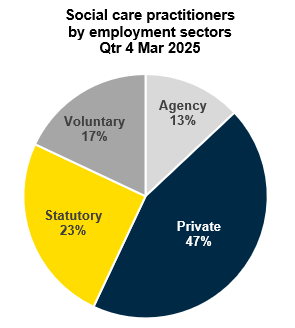 Social care practitioners
by employment sectors
Qtr 4 Mar 2025
Agency
13%
Voluntary
17%
Statutory
23%
Private
47%